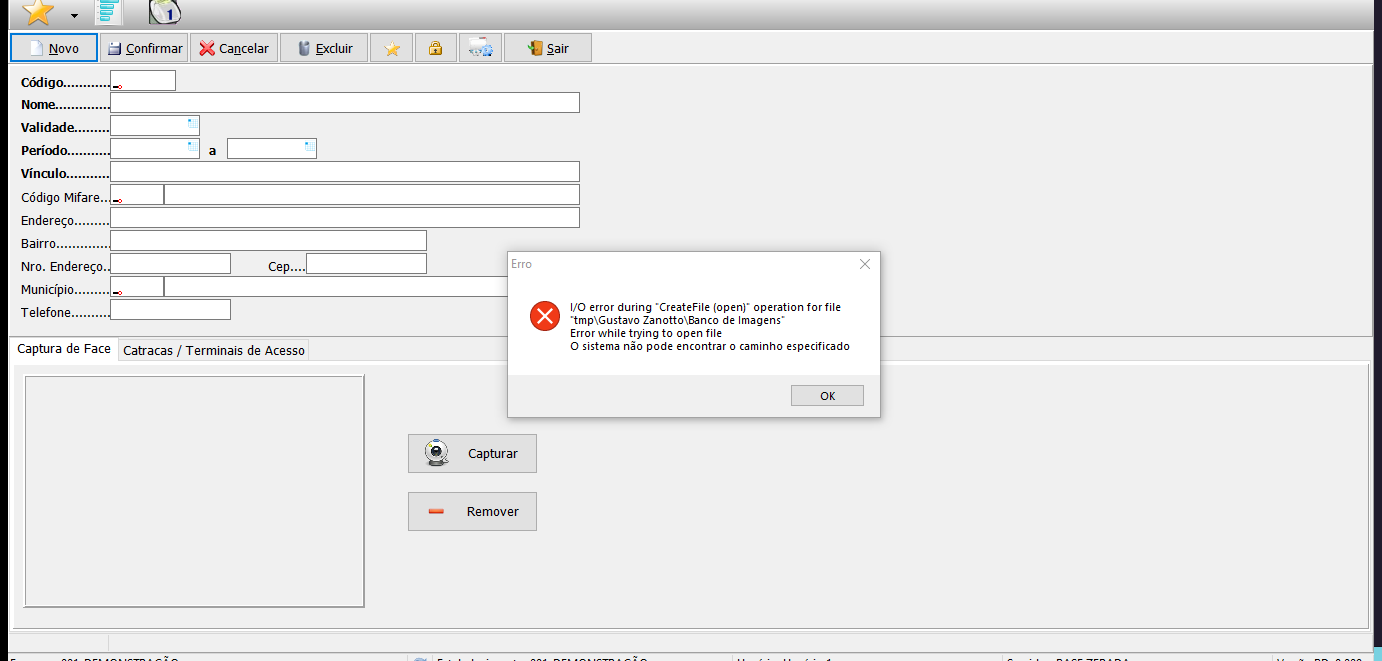 1
Novo Confirmar Cancelar Excluir Sair
Código............
Nome..............
Validade.........
Período........... a
Vínculo...........
Código Mifare...
Endereço.........
Bairro..............
Nro. Endereço.. Cep....
Município.........
Telefone..........
Erro
I/O error during "CreateFile (open)" operation for file
"tmp\Gustavo Zanotto\Banco de Imagens"
Error while trying to open file
O sistema não pode encontrar o caminho especificado
OK
Captura de Face Catracas / Terminais de Acesso
Capturar
Remover